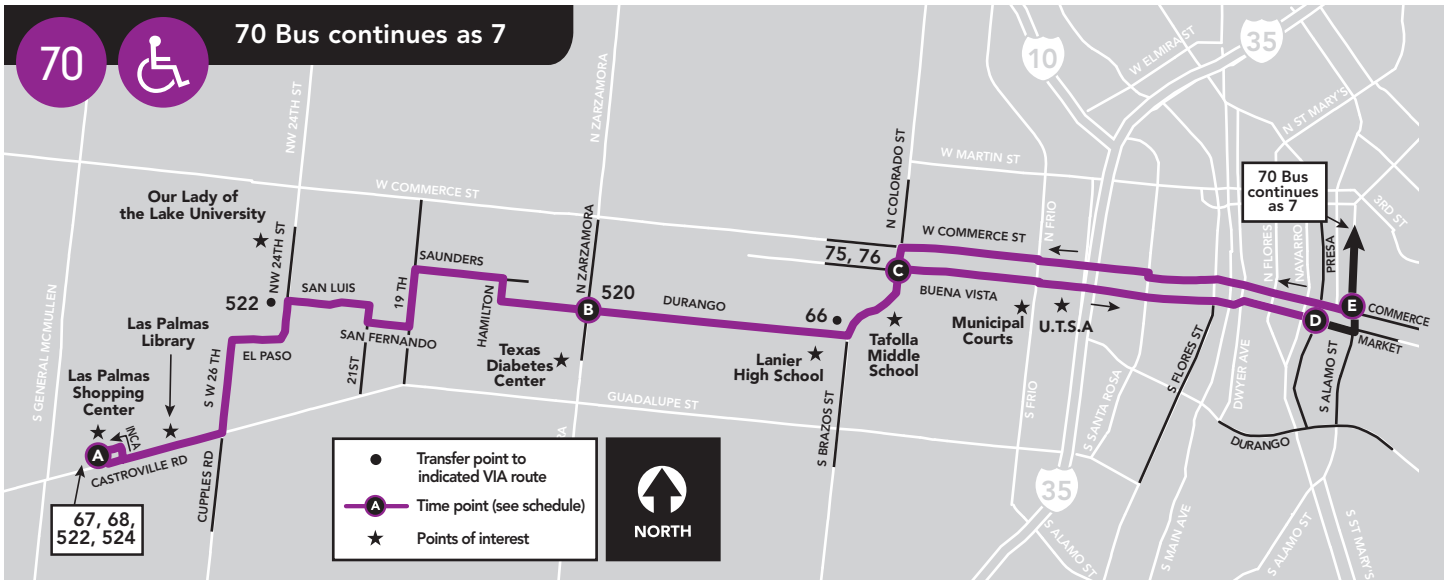 70
70 Bus continues as 7
10
35
W ELMIRA ST
N ST MARY'S
NW 24TH ST
N ZARZAMORA
S GENERAL MCMULLEN
W MARTIN ST
N COLORADO ST
70 Bus
continues
as 7
3RD ST
Our Lady of
the Lake University
W COMMERCE ST
NW 24TH ST
N ZARZAMORA
SAUNDERS
19 TH
HAMILTON
75, 76
C
W COMMERCE ST
N FRIO
N FLORES
NAVARRO
PRESA
522
SAN LUIS
B
520
DURANGO
66
BUENA VISTA
E
COMMERCE
D
MARKET
Las Palmas
Library
EL PASO
SAN FERNANDO
21ST
Texas
Diabetes
Center
Lanier
High School
Tafolla
Middle
School
Municipal
Courts
U.T.S.A
S FLORES ST
DWYER AVE
S ALAMO ST
Las Palmas
Shopping
Center
S W 26 TH
GUADALUPE ST
S BRAZOS ST
S FRIO
S SANTA ROSA
DURANGO
INCA
A
CASTROVILLE RD
CUPPLES RD
67, 68,
522, 524
Transfer point to
indicated VIA route
A
Time point (see schedule)
Points of interest
NORTH
35
S ALAMO ST
S MAIN AVE
S ALAMO ST
S ST MARY'S